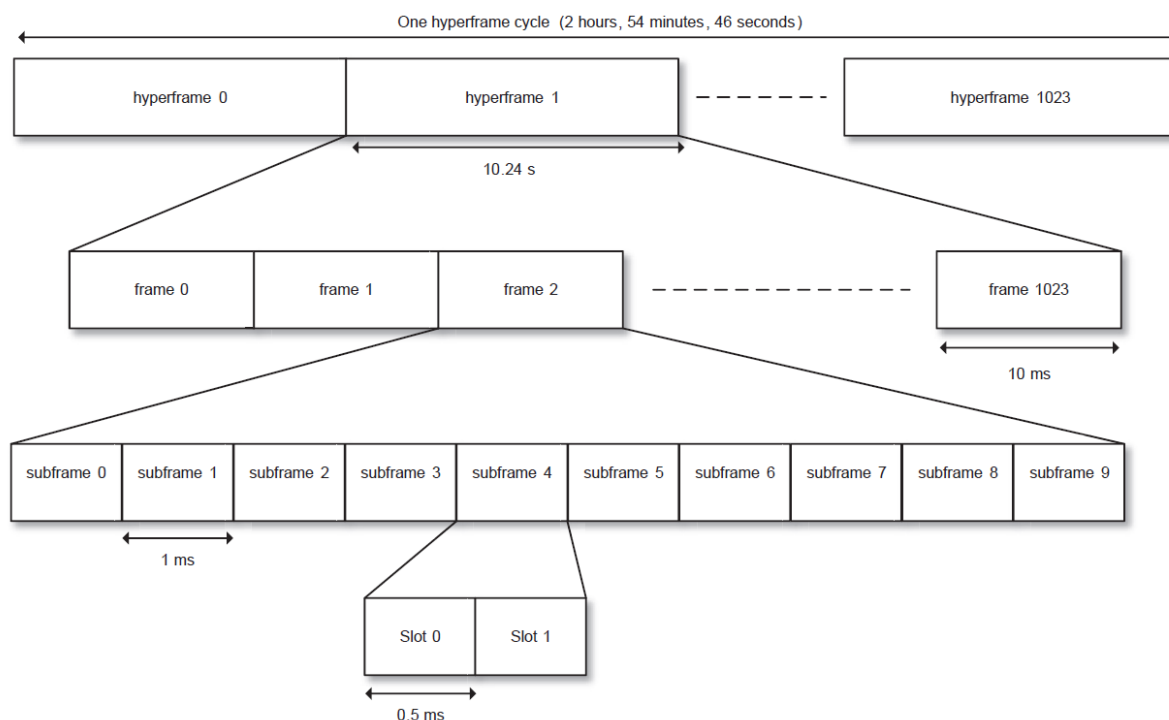 One hyperframe cycle (2 hours, 54 minutes, 46 seconds)
hyperframe 0 hyperframe 1 hyperframe 1023
10.24 s
frame 0 frame 1 frame 2 frame 1023
10 ms
subframe 0 subframe 1 subframe 2 subframe 3 subframe 4 subframe 5 subframe 6 subframe 7 subframe 8 subframe 9
1 ms
Slot 0 Slot 1
0.5 ms